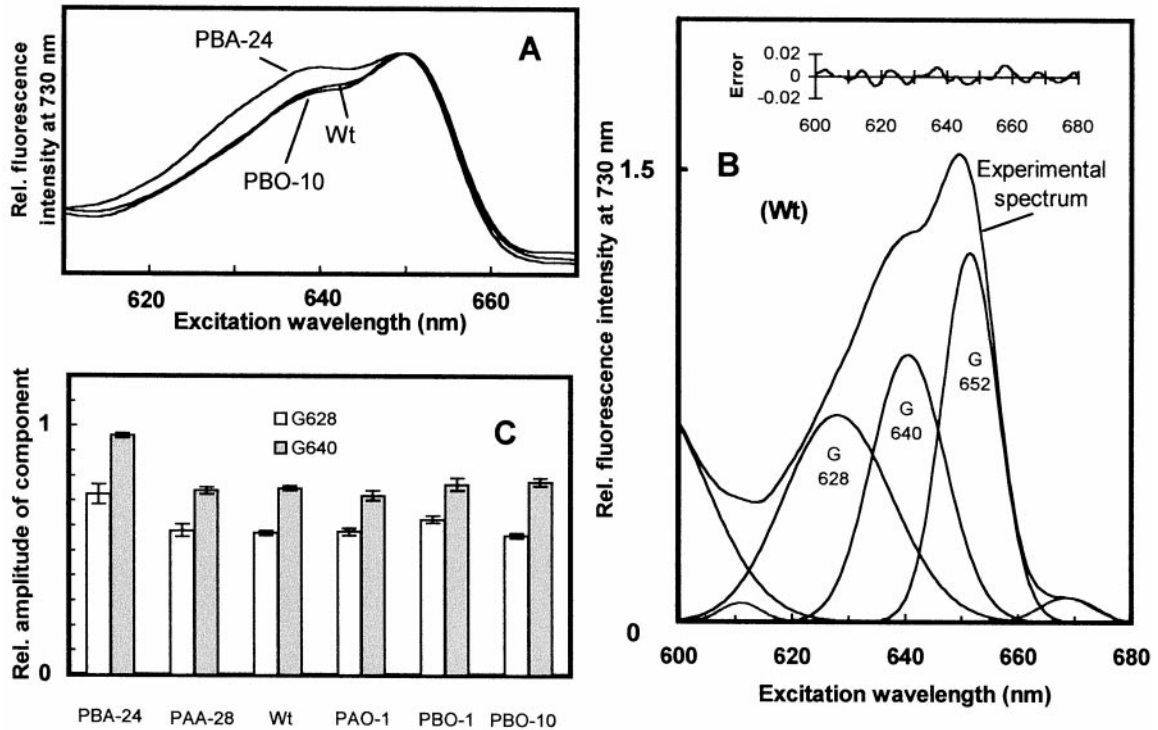 A
Rel. fluorescence
intensity at 730 nm
PBA-24
Wt
PBO-10
620
640
660
Excitation wavelength (nm)
B
Error
0.02
0
-0.02
600
620
640
660
680
Rel. fluorescence intensity at 730 nm
1.5
0
(Wt)
Experimental
spectrum
G
628
G
640
G
652
600
620
640
660
680
Excitation wavelength (nm)
C
Rel. amplitude of component
1
0
G628
G640
PBA-24
PAA-28
Wt
PAO-1
PBO-1
PBO-10